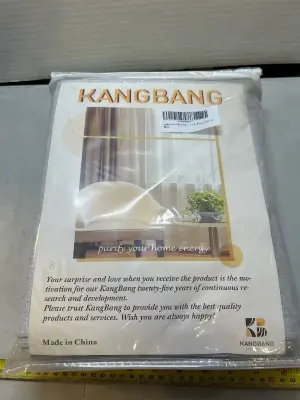 KANGBANG
purify your home energy
Your surprise and love when you receive the product is the mo-
tivation for our KangBang twenty-five years of continuous re-
search and development.
Please trust KangBang to provide you with the best quality
products and services. Wish you are always happy!
KANGBANG
Made in China